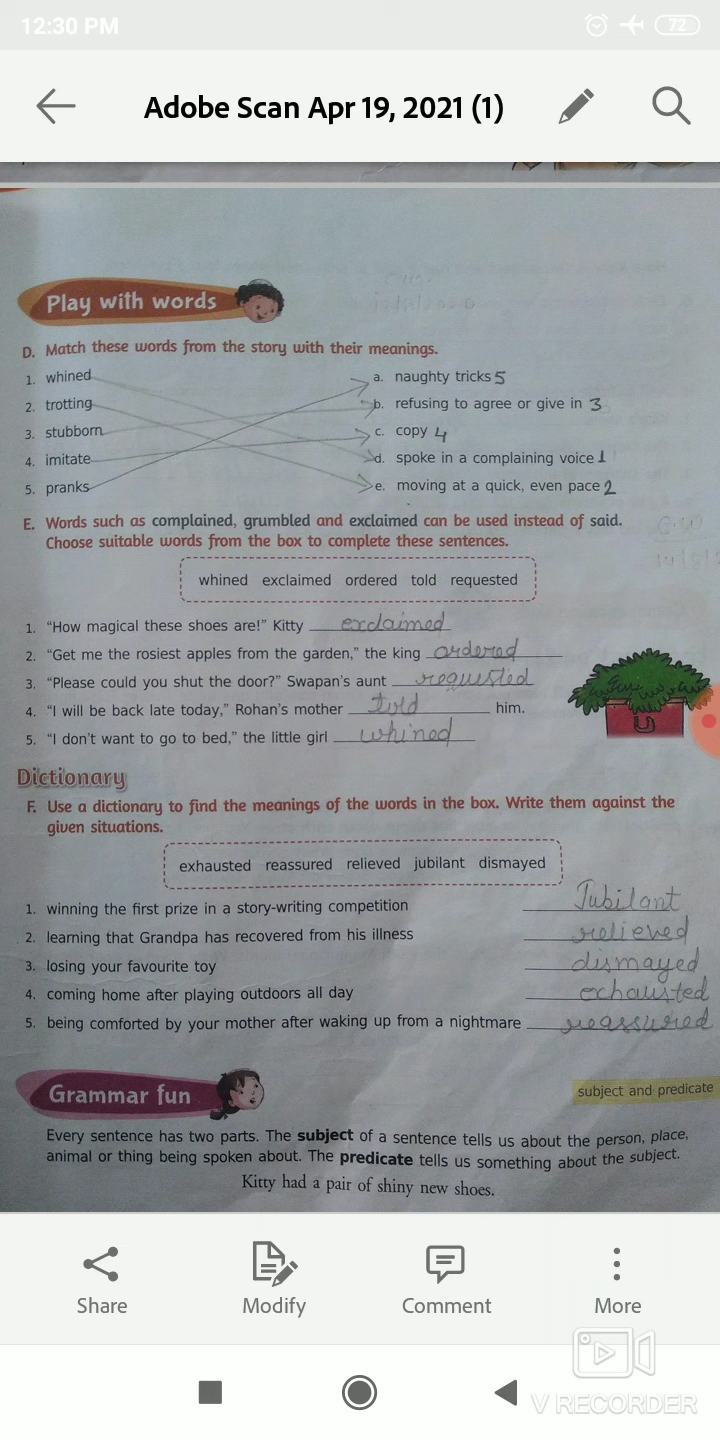 12:30 PM 72
Adobe Scan Apr 19, 2021 (1)
Play with words
D. Match these words from the story with their meanings.
1. whined a. naughty tricks 5
2. trotting b. refusing to agree or give in 3
3. stubborn c. copy 4
4. imitate d. spoke in a complaining voice 1
5. pranks e. moving at a quick, even pace 2
E. Words such as complained, grumbled and exclaimed can be used instead of said.
Choose suitable words from the box to complete these sentences.
whined exclaimed ordered told requested
1. “How magical these shoes are!” Kitty exclaimed
2. “Get me the rosiest apples from the garden,” the king ordered
3. “Please could you shut the door?” Swapan’s aunt requested
4. “I will be back late today,” Rohan’s mother told him.
5. “I don’t want to go to bed,” the little girl whined
Dictionary
F. Use a dictionary to find the meanings of the words in the box. Write them against the
given situations.
exhausted reassured relieved jubilant dismayed
1. winning the first prize in a story-writing competition Jubilant
2. learning that Grandpa has recovered from his illness relieved
3. losing your favourite toy dismayed
4. coming home after playing outdoors all day exhausted
5. being comforted by your mother after waking up from a nightmare reassured
Grammar fun
subject and predicate
Every sentence has two parts. The subject of a sentence tells us about the person, place,
animal or thing being spoken about. The predicate tells us something about the subject.
Kitty had a pair of shiny new shoes.
Share Modify Comment More
V RECORDER